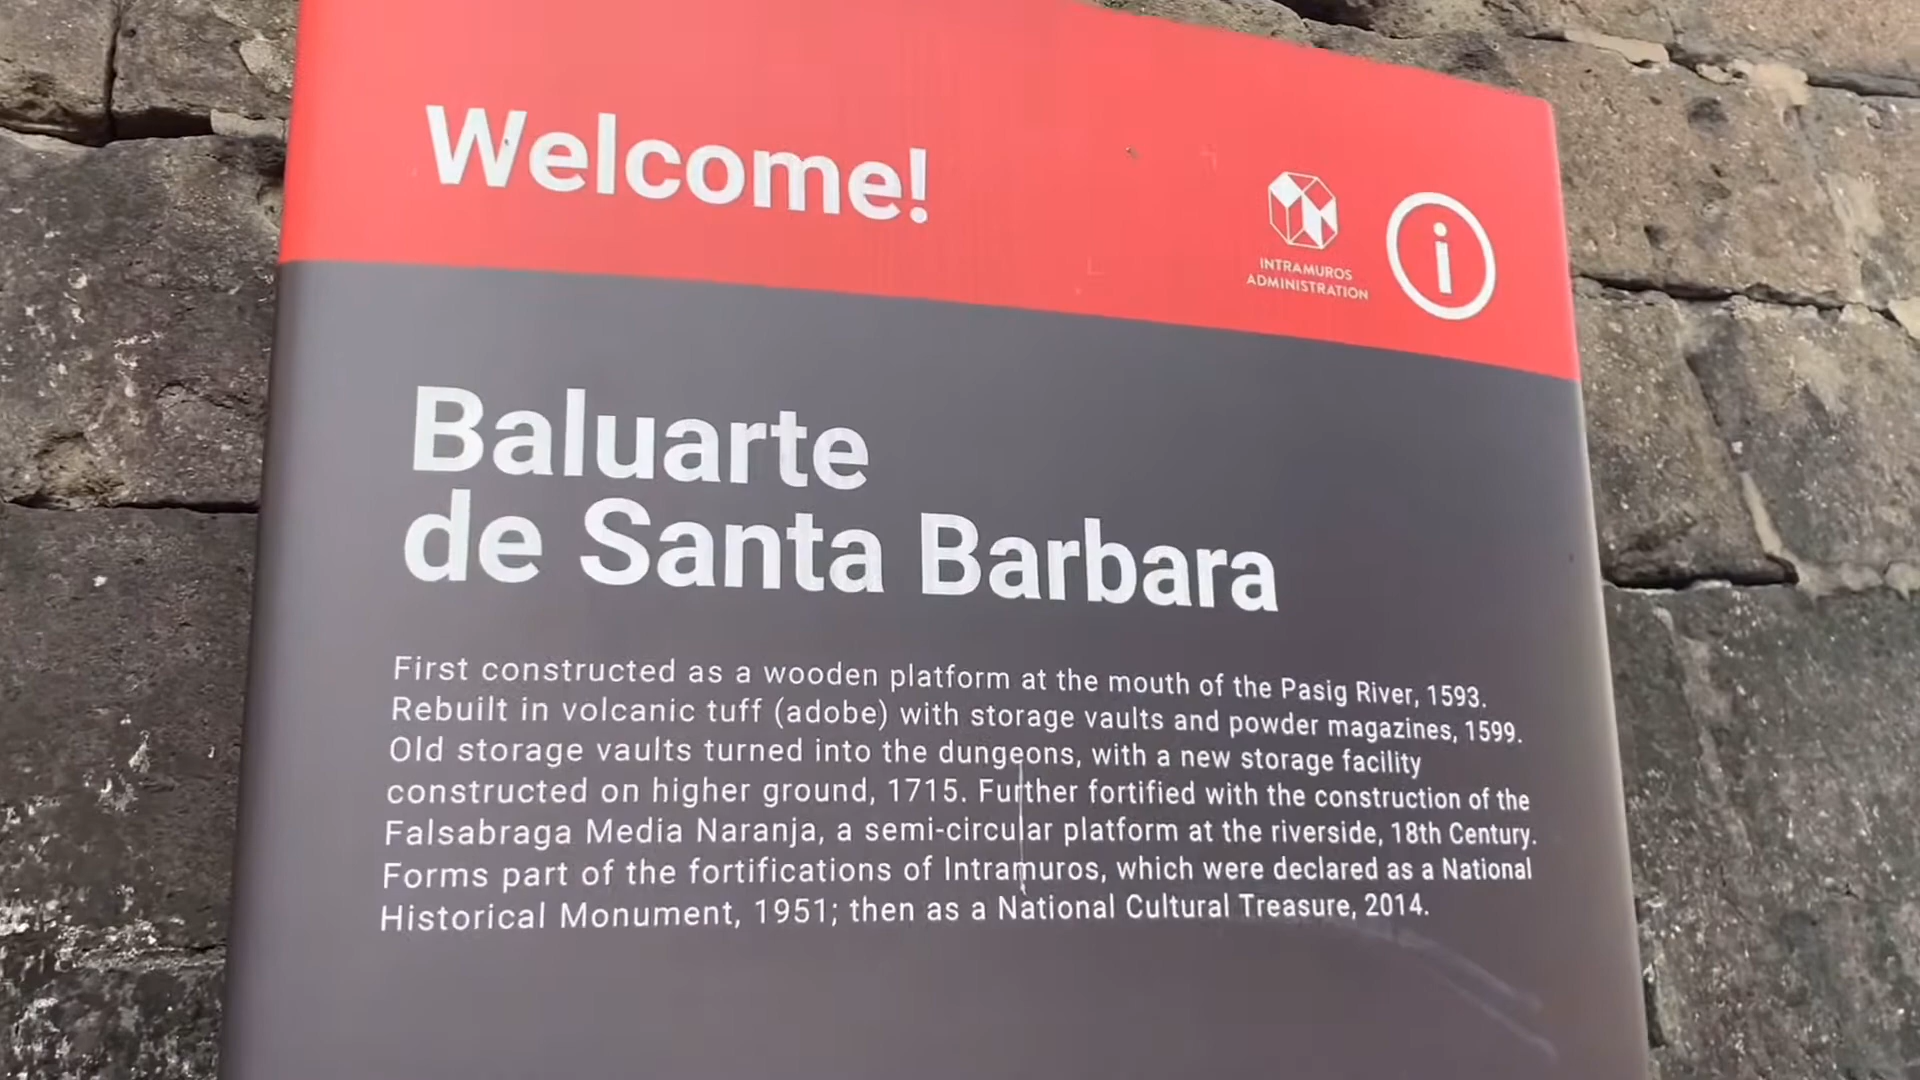 Welcome!
INTRAMUROS
ADMINISTRATION
i
Baluarte
de Santa Barbara
First constructed as a wooden platform at the mouth of the Pasig River, 1593.
Rebuilt in volcanic tuff (adobe) with storage vaults and powder magazines, 1599.
Old storage vaults turned into the dungeons, with a new storage facility
constructed on higher ground, 1715. Further fortified with the construction of the
Falsabraga Media Naranja, a semi-circular platform at the riverside, 18th Century.
Forms part of the fortifications of Intramuros, which were declared as a National
Historical Monument, 1951; then as a National Cultural Treasure, 2014.